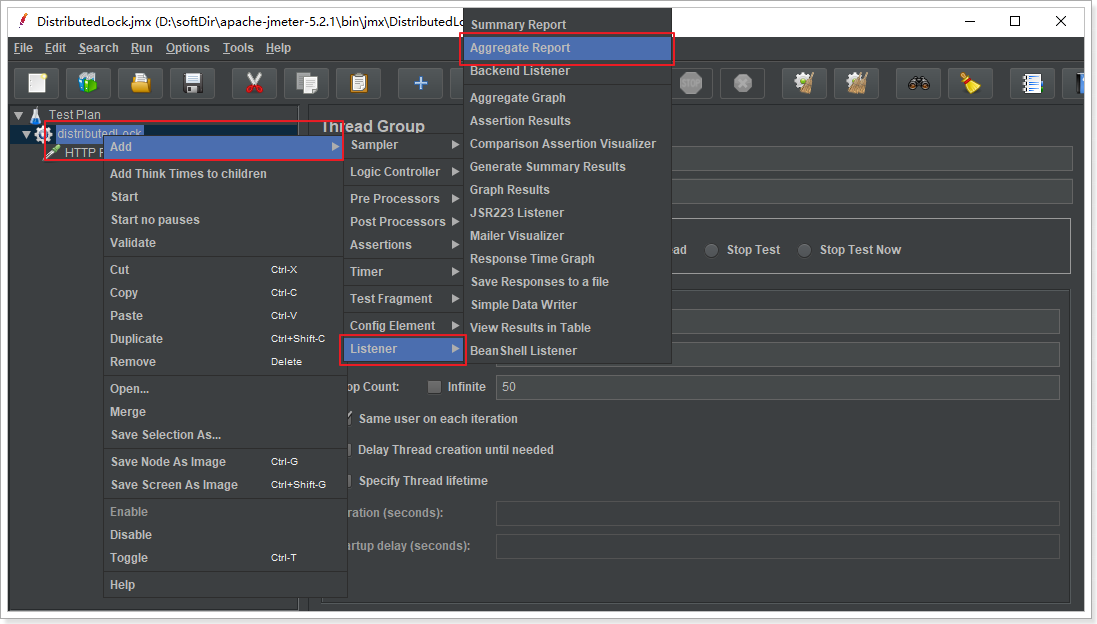 DistributedLock.jmx (D:\softDir\apache-jmeter-5.2.1\bin\jmx\DistributedLo
File Edit Search Run Options Tools Help
STOP
Test Plan
distributedLock
HTTP
Thread Group
Stop Test
Stop Test Now
Count:
Infinite
50
Same user on each iteration
Delay Thread creation until needed
Specify Thread lifetime
(seconds):
delay (seconds):
Add
Add Think Times to children
Start
Start no pauses
Validate
Cut Ctrl-X
Copy Ctrl-C
Paste Ctrl-V
Duplicate Ctrl+Shift-C
Remove Delete
Open...
Merge
Save Selection As...
Save Node As Image Ctrl-G
Save Screen As Image Ctrl+Shift-G
Enable
Disable
Toggle Ctrl-T
Help
Sampler
Logic Controller
Pre Processors
Post Processors
Assertions
Timer
Test Fragment
Config Element
Listener
Summary Report
Aggregate Report
Backend Listener
Aggregate Graph
Assertion Results
Comparison Assertion Visualizer
Generate Summary Results
Graph Results
JSR223 Listener
Mailer Visualizer
Response Time Graph
Save Responses to a file
Simple Data Writer
View Results in Table
BeanShell Listener